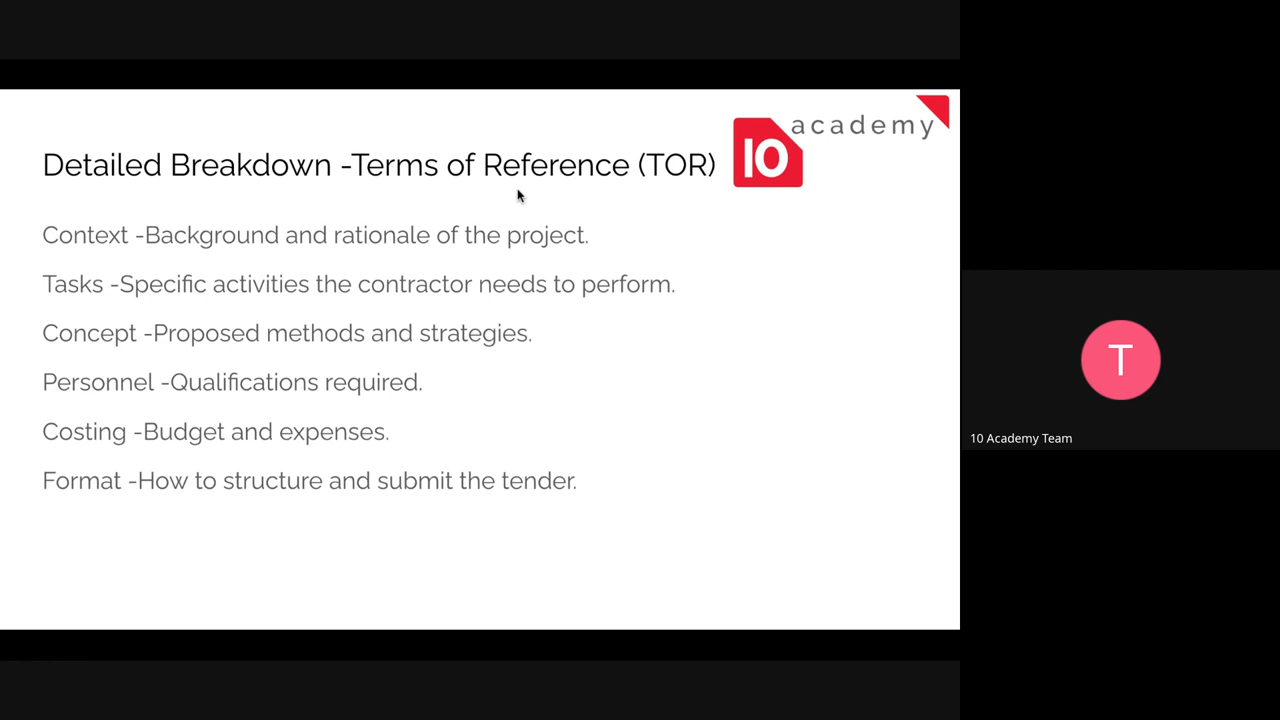 academy
10
Detailed Breakdown -Terms of Reference (TOR)
Context -Background and rationale of the project.
Tasks -Specific activities the contractor needs to perform.
Concept -Proposed methods and strategies.
Personnel -Qualifications required.
Costing -Budget and expenses.
Format -How to structure and submit the tender.
T
10 Academy Team